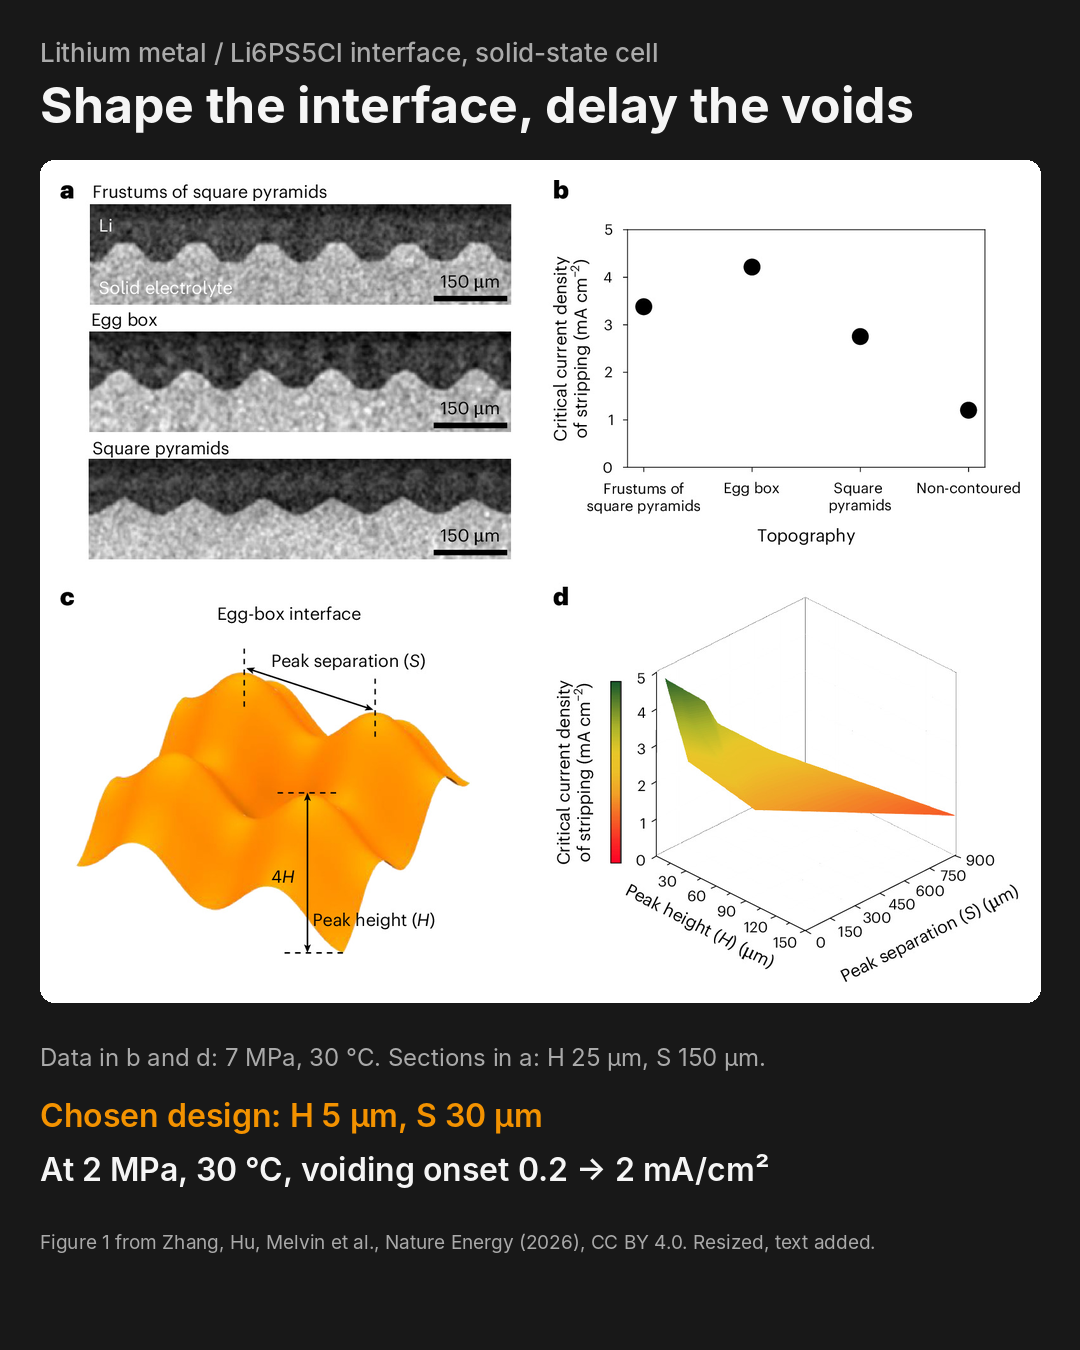 Lithium metal / Li6PS5Cl interface, solid-state cell
Shape the interface, delay the voids
a
Frustums of square pyramids
Li
Solid electrolyte
150 µm
Egg box
150 µm
Square pyramids
150 µm
b
Critical current density
of stripping (mA cm⁻²)
5
4
3
2
1
0
Frustums of
square pyramids
Egg box
Square
pyramids
Non-contoured
Topography
c
Egg-box interface
Peak separation (S)
4H
Peak height (H)
d
Critical current density
of stripping (mA cm⁻²)
5
4
3
2
1
0
30
60
90
120
150
Peak height (H) (µm)
0
150
300
450
600
750
900
Peak separation (S) (µm)
Data in b and d: 7 MPa, 30 °C. Sections in a: H 25 µm, S 150 µm.
Chosen design: H 5 µm, S 30 µm
At 2 MPa, 30 °C, voiding onset 0.2 → 2 mA/cm²
Figure 1 from Zhang, Hu, Melvin et al., Nature Energy (2026), CC BY 4.0. Resized, text added.